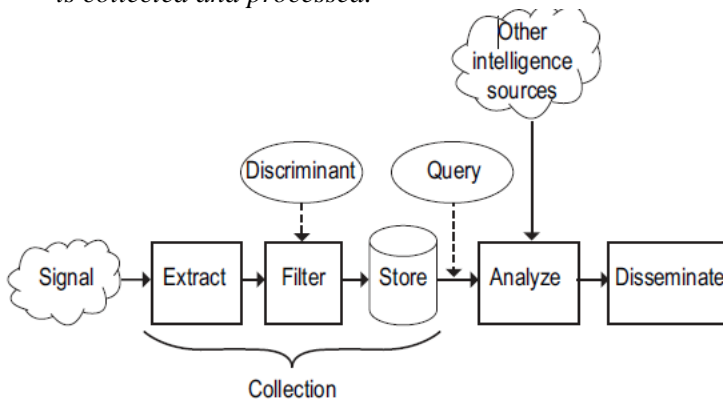 is collected and processed.
Other
intelligence
sources
Discriminant
Query
Signal
Extract
Filter
Store
Analyze
Disseminate
Collection